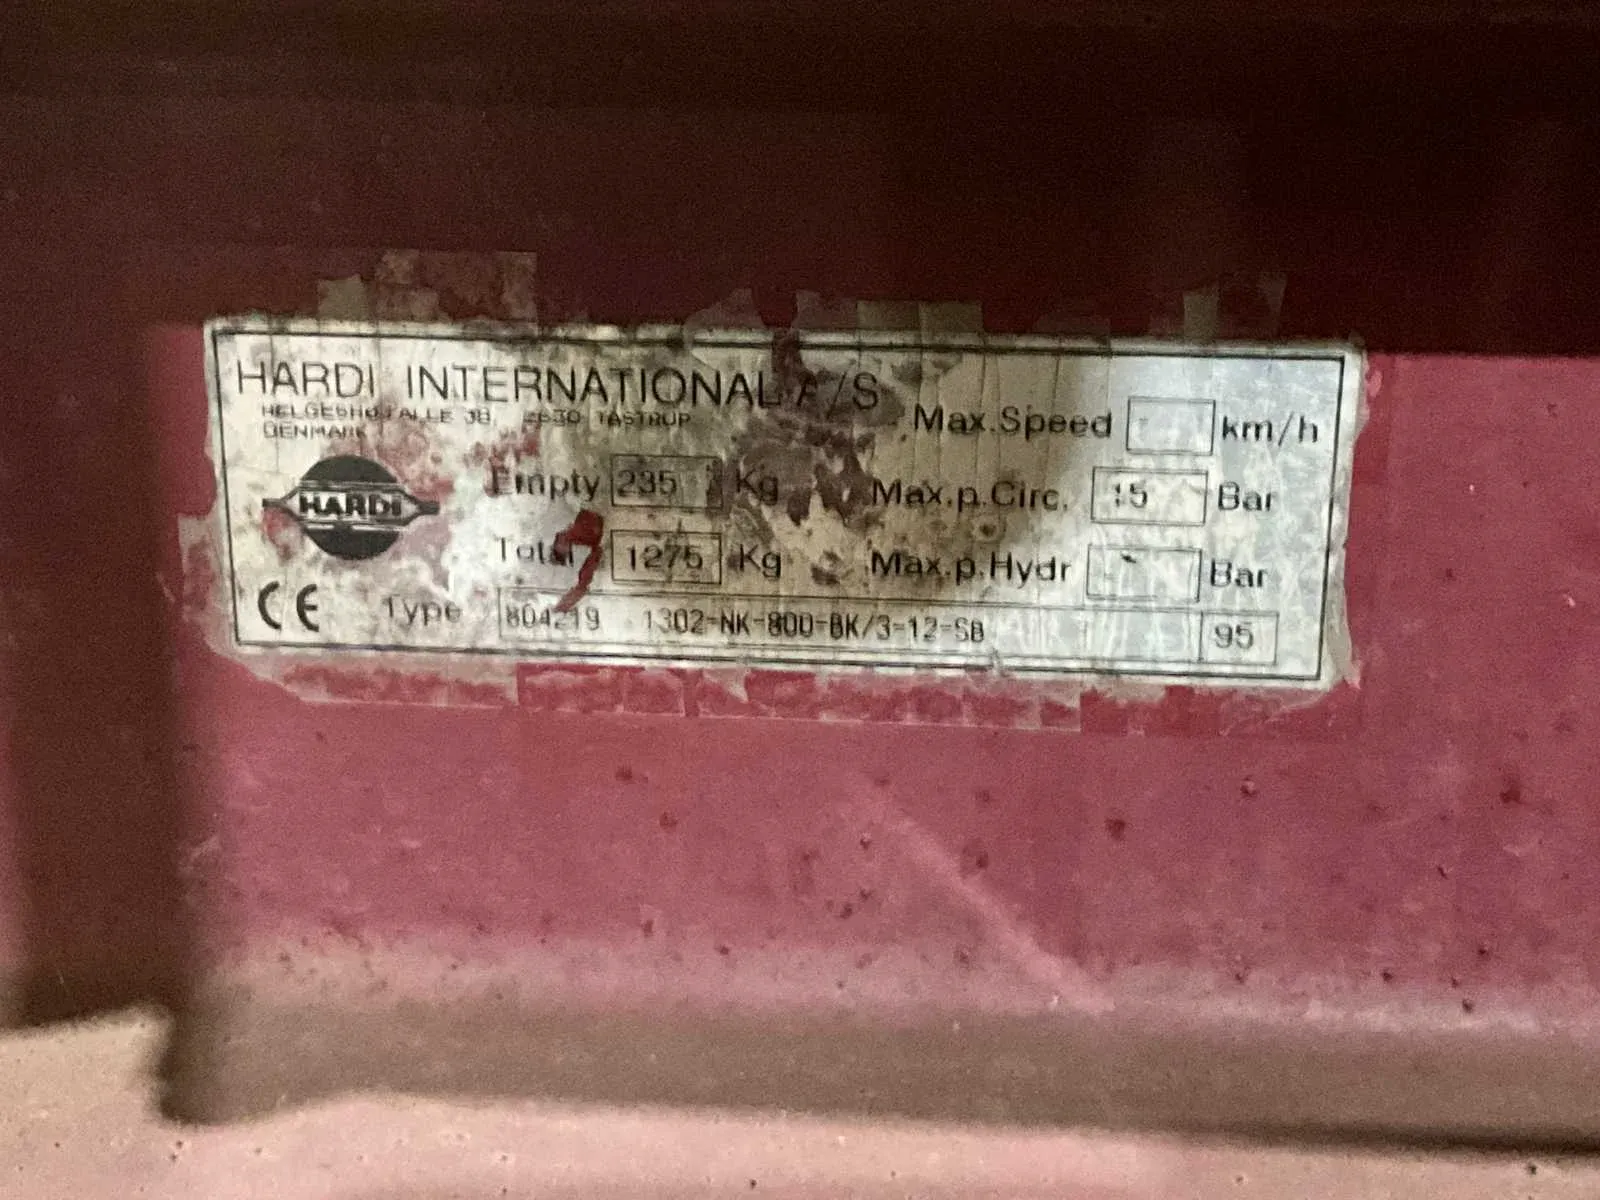 HARDI INTERNATIONAL A/S
HELGESHØJ ALLE 38, 2630 TÅSTRUP
DENMARK
Max.Speed km/h
HARDI
Empty 235 Kg
Max.p.Circ. 15 Bar
Total 1275 Kg
Max.p.Hydr Bar
CE
Type 804219 1302-NK-800-BK/3-12-SB 95